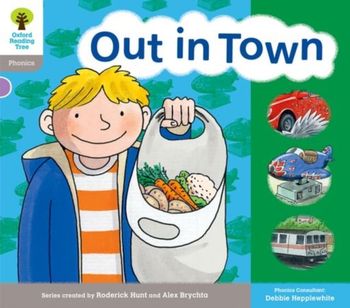 Oxford
Reading
Tree
Phonics
Out in Town
Series created by Roderick Hunt and Alex Brychta
Phonics Consultant:
Debbie Hepplewhite